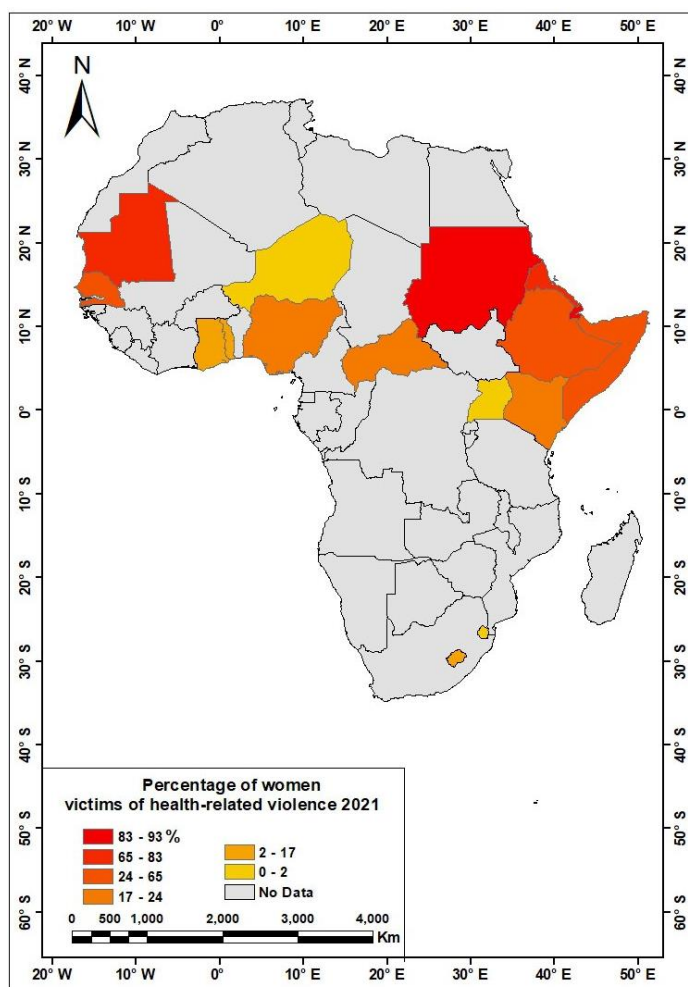 20° W 10° W 0° 10° E 20° E 30° E 40° E 50° E
N
40° N 40° N
30° N 30° N
20° N 20° N
10° N 10° N
0° 0°
10° S 10° S
20° S 20° S
30° S 30° S
40° S 40° S
50° S 50° S
60° S 60° S
Percentage of women
victims of health-related violence 2021
83 - 93 %
65 - 83
24 - 65
17 - 24
2 - 17
0 - 2
No Data
0 500 1,000 2,000 3,000 4,000
Km
20° W 10° W 0° 10° E 20° E 30° E 40° E 50° E